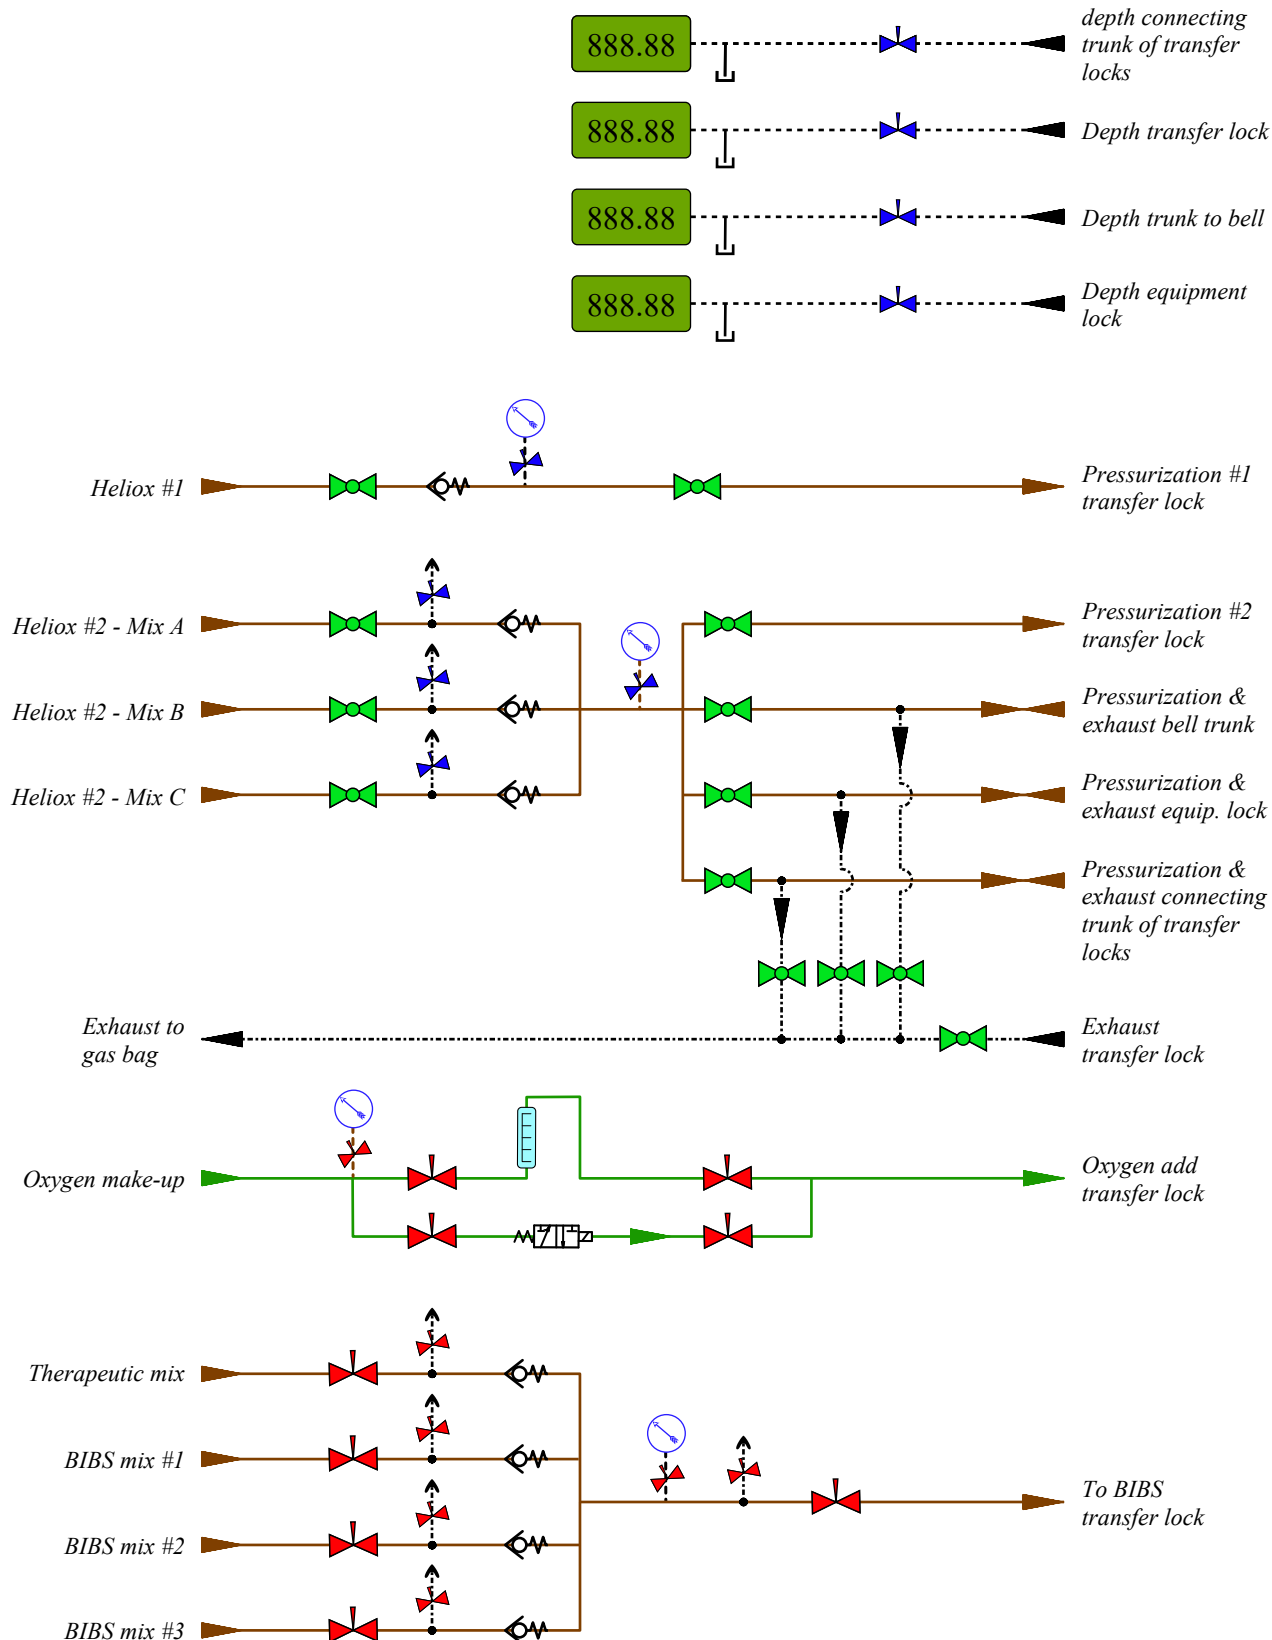 888.88
depth connecting
trunk of transfer
locks
888.88
Depth transfer lock
888.88
Depth trunk to bell
888.88
Depth equipment
lock
Heliox #1
Pressurization #1
transfer lock
Heliox #2 - Mix A
Pressurization #2
transfer lock
Heliox #2 - Mix B
Pressurization &
exhaust bell trunk
Heliox #2 - Mix C
Pressurization &
exhaust equip. lock
Pressurization &
exhaust connecting
trunk of transfer
locks
Exhaust to
gas bag
Exhaust
transfer lock
Oxygen make-up
Oxygen add
transfer lock
Therapeutic mix
BIBS mix #1
To BIBS
transfer lock
BIBS mix #2
BIBS mix #3